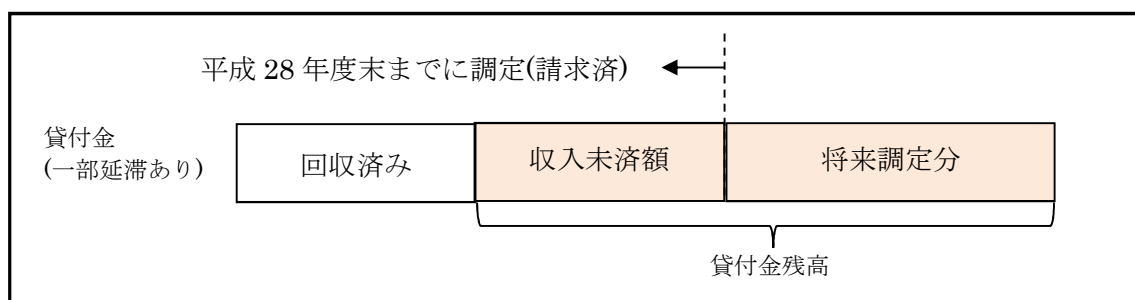 平成 28 年度末までに調定(請求済)
貸付金
(一部延滞あり)
回収済み
収入未済額
将来調定分
貸付金残高